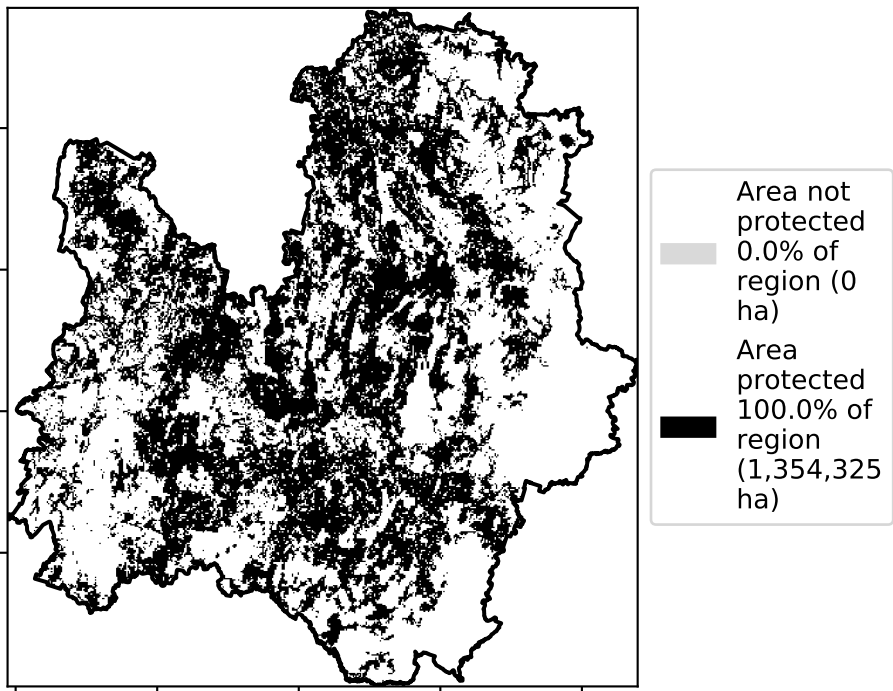 Area not
protected
0.0% of
region (0
ha)
Area
protected
100.0% of
region
(1,354,325
ha)